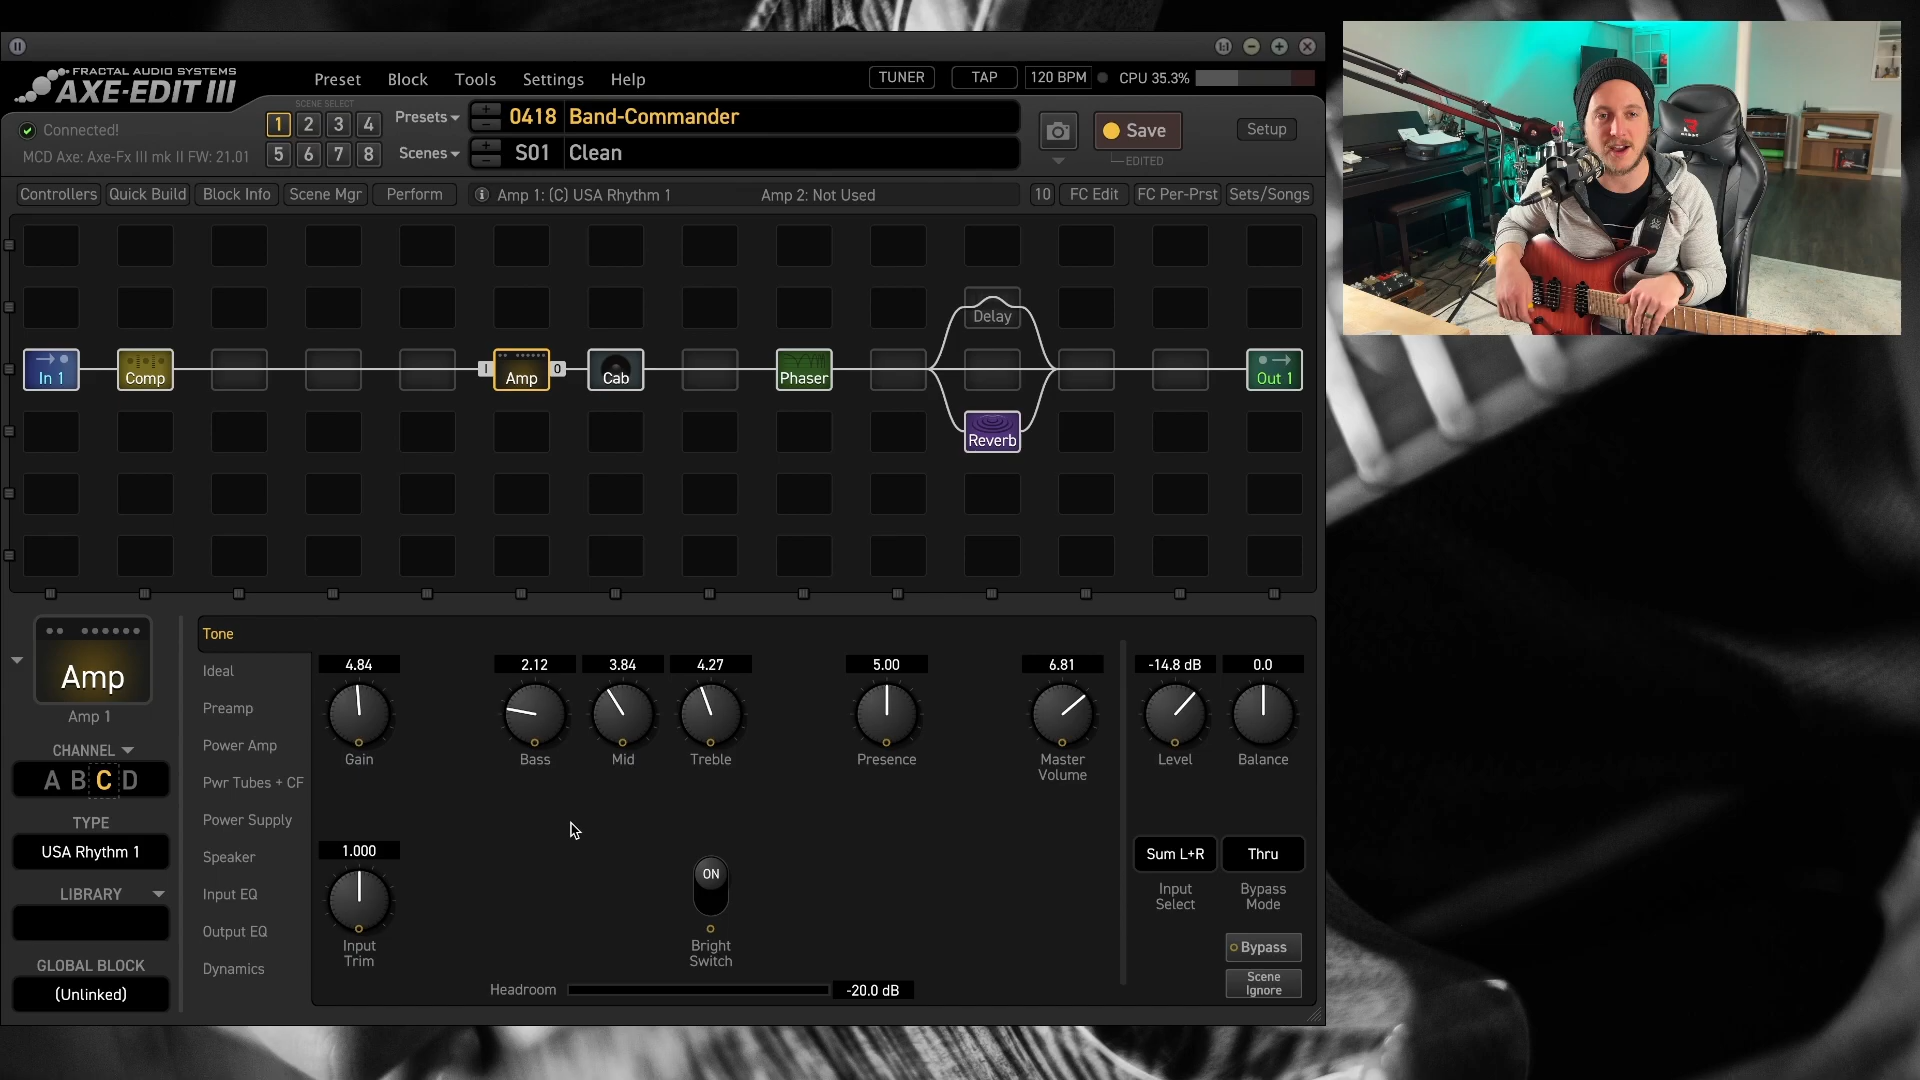 FRACTAL AUDIO SYSTEMS
AXE-EDIT III
Preset Block Tools Settings Help
TUNER TAP 120 BPM CPU 35.3%
Connected!
MCD Axe: Axe-Fx III mk II FW: 21.01
SCENE SELECT
1 2 3 4
5 6 7 8
Presets + - 0418 Band-Commander
Scenes + - S01 Clean
Save
EDITED
Setup
Controllers Quick Build Block Info Scene Mgr Perform
Amp 1: (C) USA Rhythm 1 Amp 2: Not Used
10 FC Edit FC Per-Prst Sets/Songs
Delay
In 1 Comp I Amp O Cab Phaser Out 1
Reverb
Amp
Amp 1
CHANNEL
A B C D
TYPE
USA Rhythm 1
LIBRARY
GLOBAL BLOCK
(Unlinked)
Tone
Ideal
Preamp
Power Amp
Pwr Tubes + CF
Power Supply
Speaker
Input EQ
Output EQ
Dynamics
4.84 2.12 3.84 4.27 5.00 6.81 -14.8 dB 0.0
Gain Bass Mid Treble Presence Master Volume Level Balance
1.000
Input
Trim
ON
Bright
Switch
Sum L+R Thru
Input Select
Bypass Mode
Bypass
Scene
Ignore
Headroom -20.0 dB